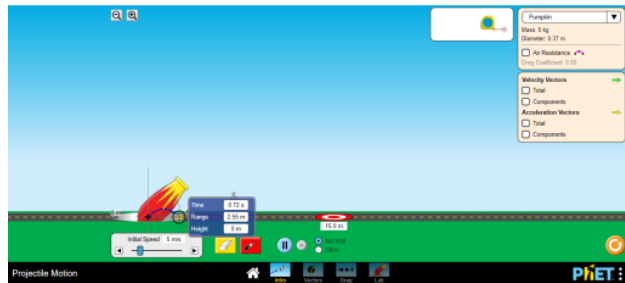 Pumpkin
Mass: 5 kg
Diameter: 0.37 m
Air Resistance
Drag Coefficient: 0.60
Velocity Vectors
Total
Components
Acceleration Vectors
Total
Components
0 m
Time 0.72 s
Range 2.55 m
Height 0 m
15.0 m
Initial Speed 5 m/s
Normal
Slow
Projectile Motion
Intro
Vectors
Drag
Lab
PhET